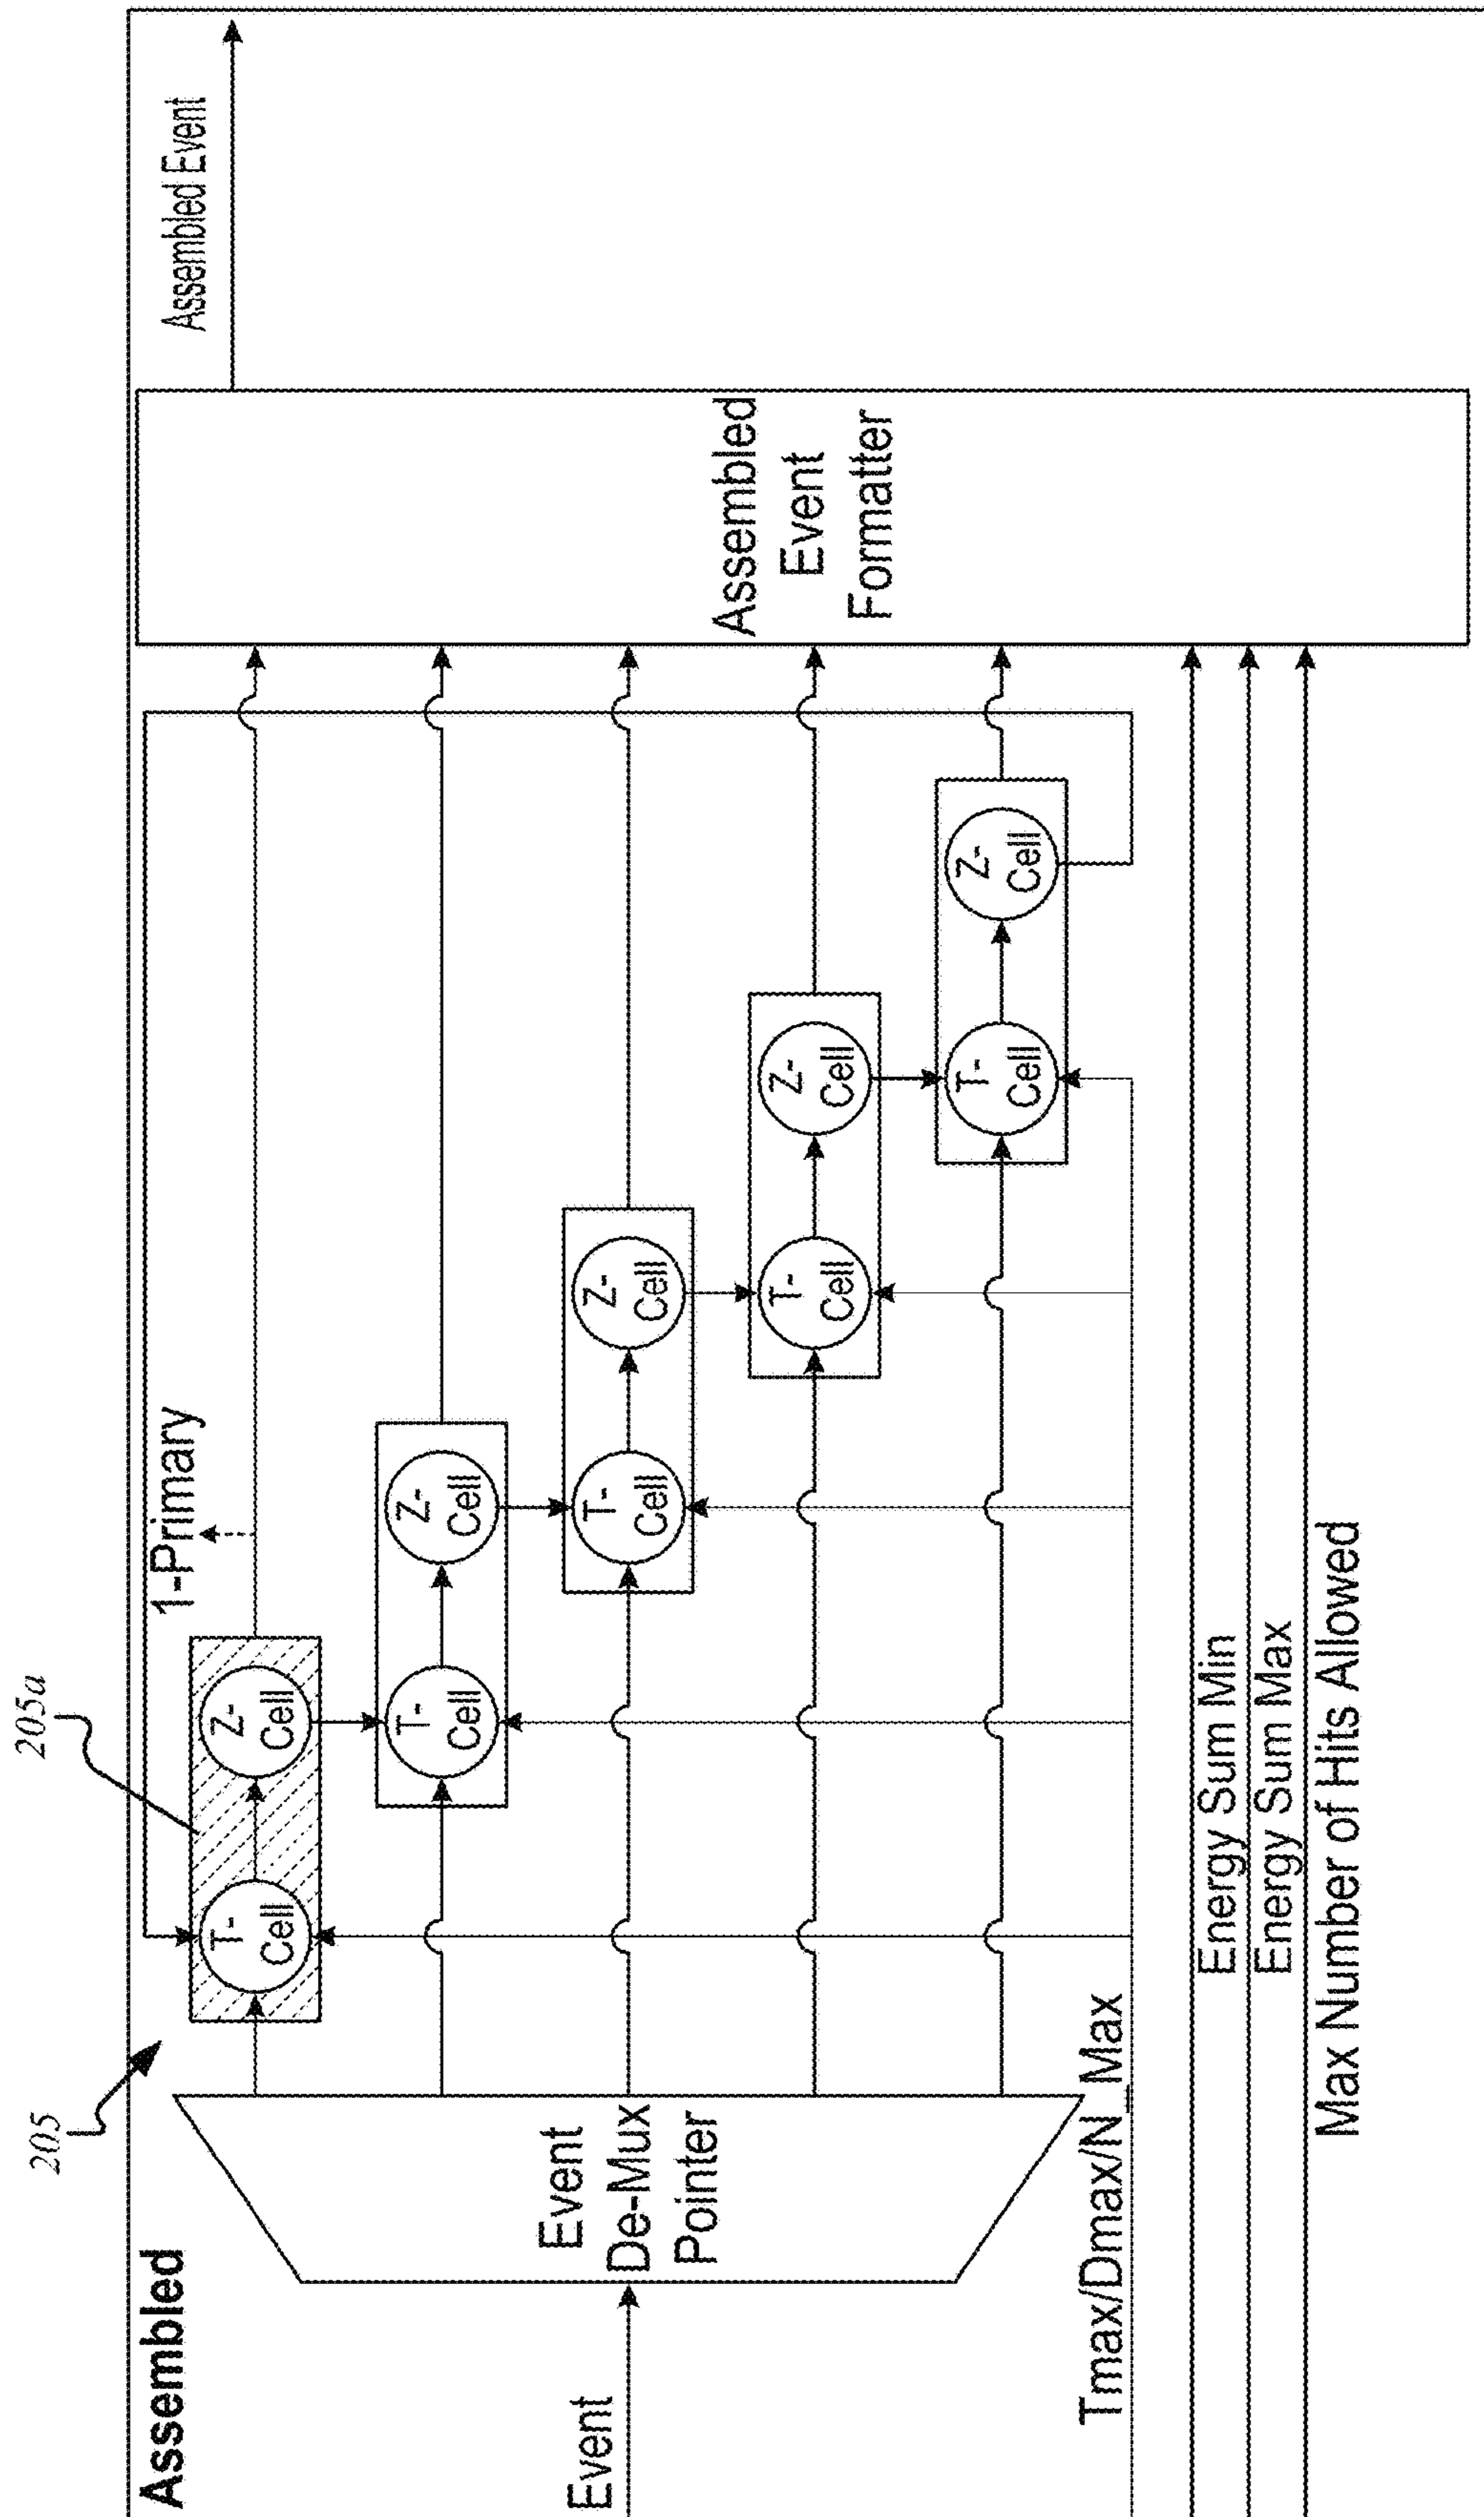 Assembled
205
205a
1-Primary
Assembled Event
Event
Event
De-Mux
Pointer
T-
Cell
Z-
Cell
T-
Cell
Z-
Cell
T-
Cell
Z-
Cell
T-
Cell
Z-
Cell
T-
Cell
Z-
Cell
Assembled
Event
Formatter
Tmax/Dmax/N_Max
Energy Sum Min
Energy Sum Max
Max Number of Hits Allowed